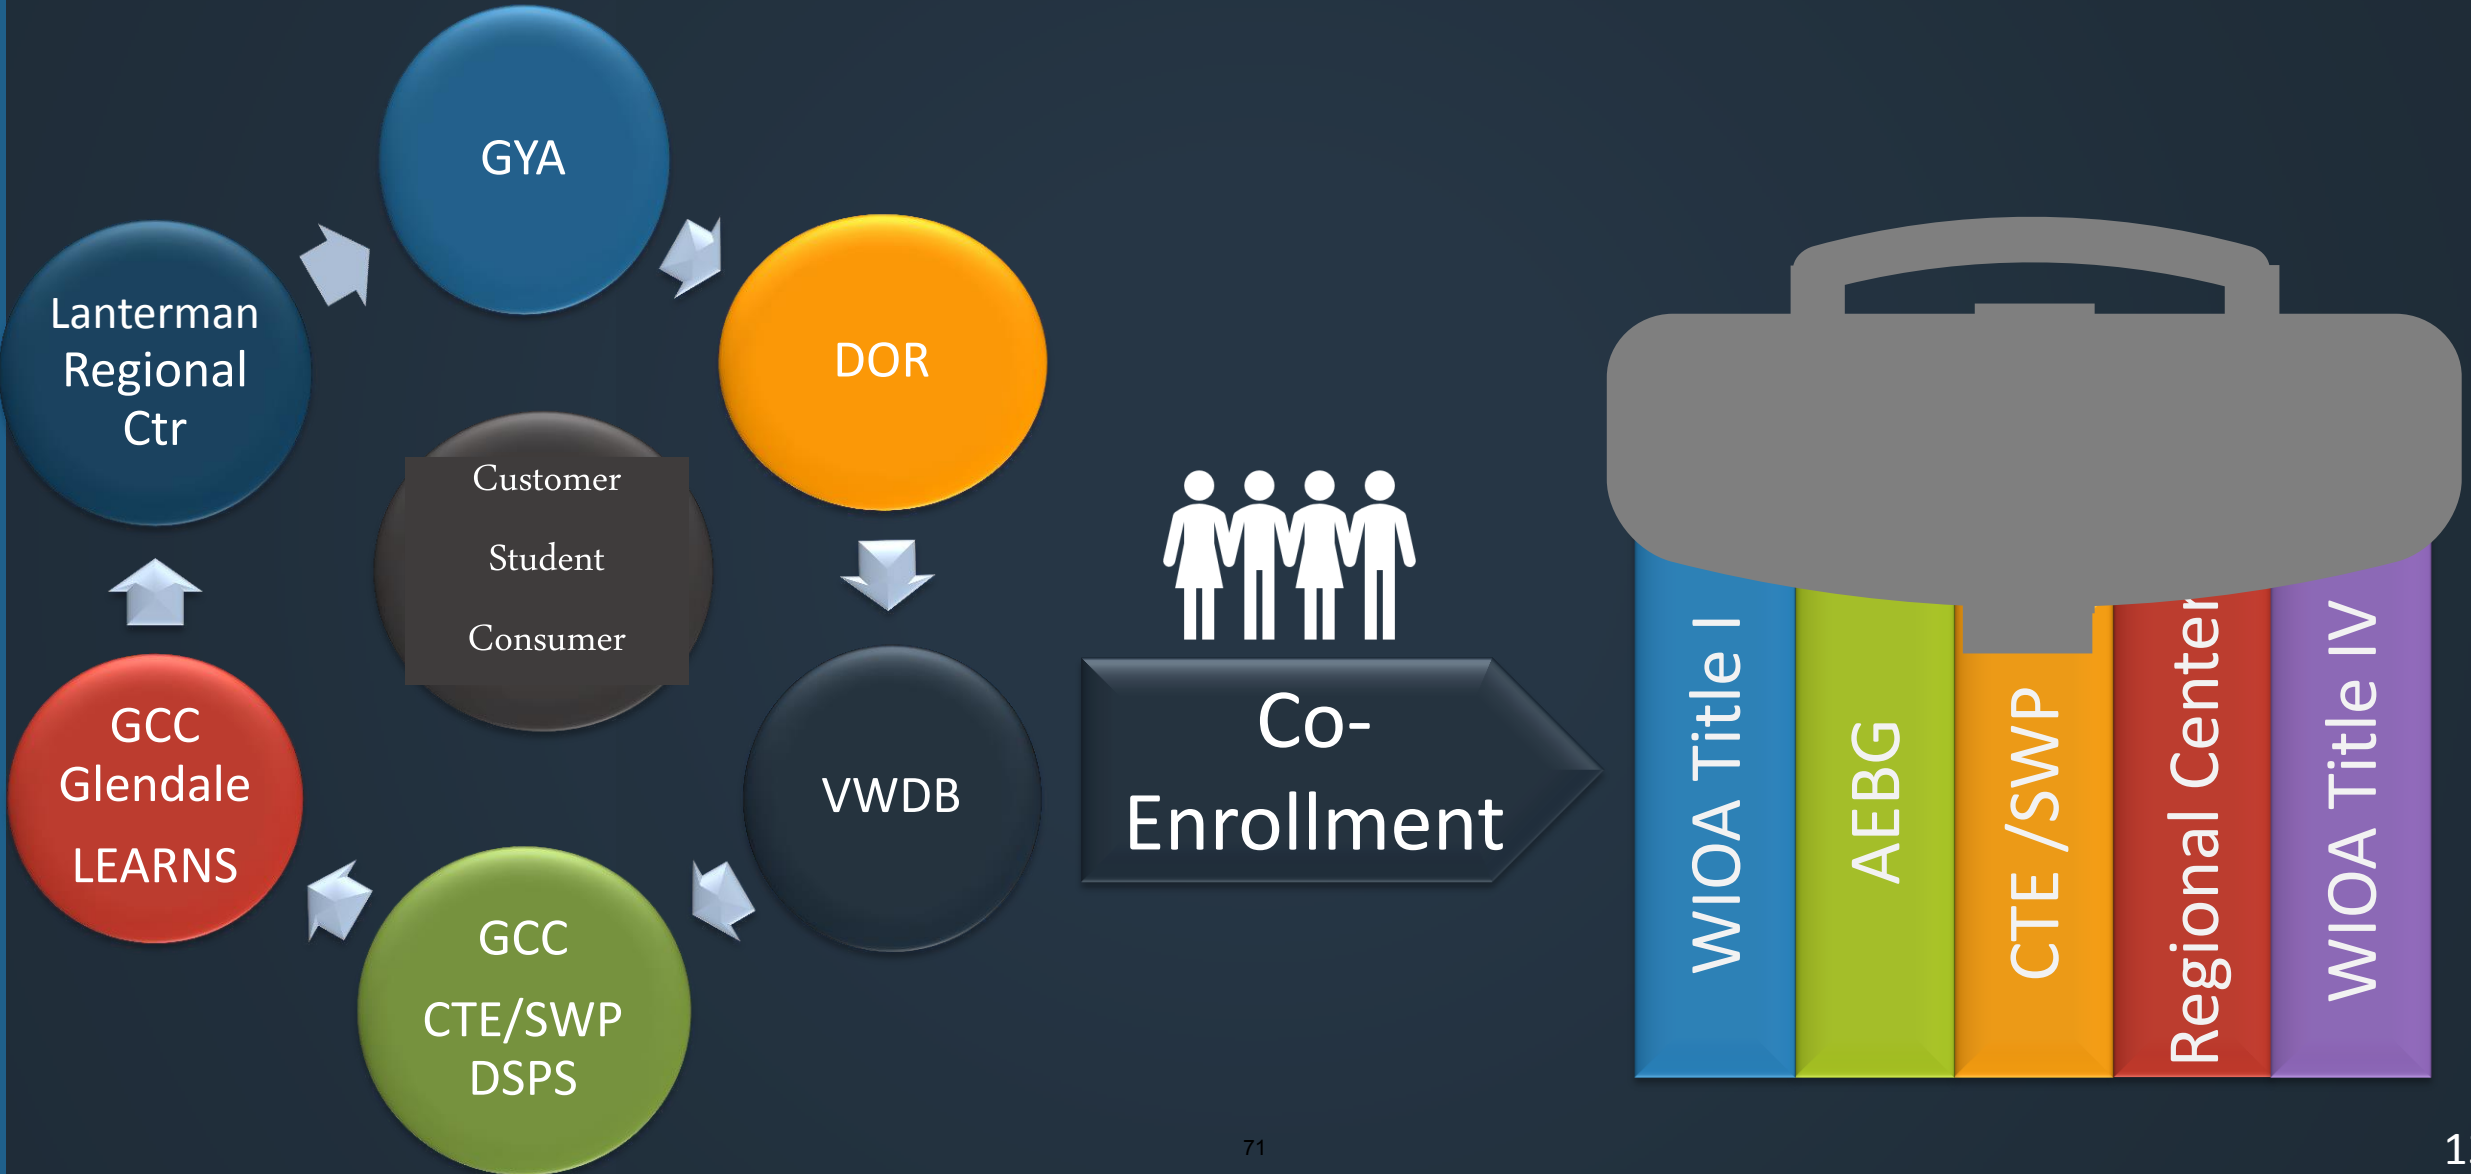 GYA
DOR
VWDB
GCC
CTE/SWP
DSPS
GCC
Glendale
LEARNS
Lanterman
Regional
Ctr
Customer
Student
Consumer
Co-
Enrollment
WIOA Title I
AEBG
CTE /SWP
Regional Center
WIOA Title IV
71